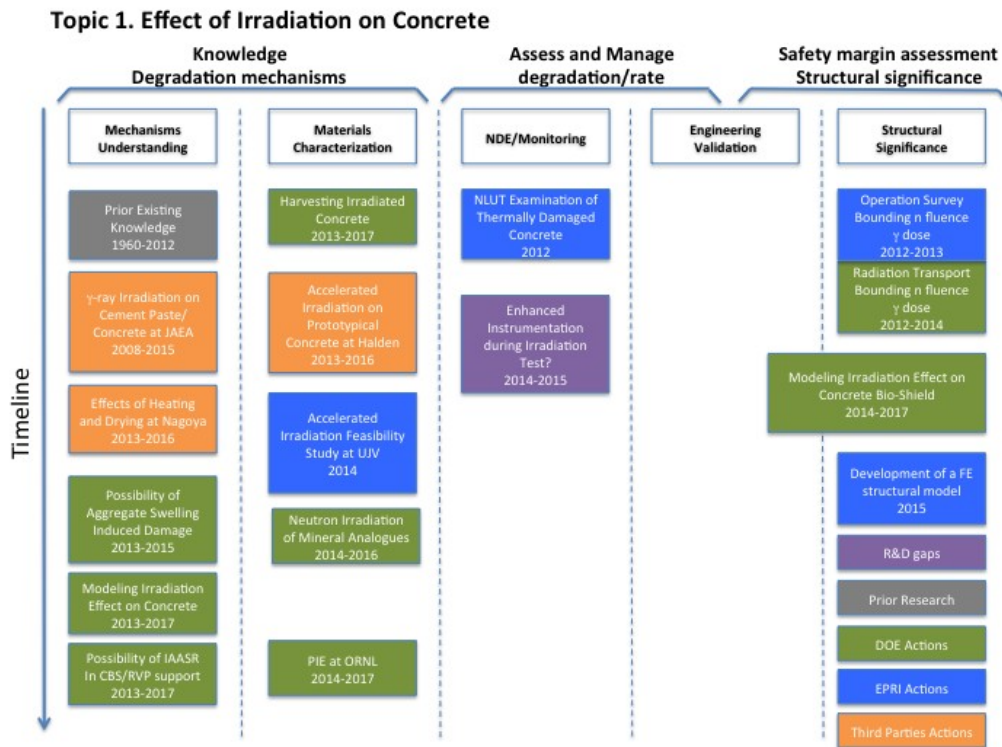 Topic 1. Effect of Irradiation on Concrete
Knowledge
Degradation mechanisms
Assess and Manage
degradation/rate
Safety margin assessment
Structural significance
Timeline
Mechanisms
Understanding
Prior Existing
Knowledge
1960-2012
γ-ray Irradiation on
Cement Paste/
Concrete at JAEA
2008-2015
Effects of Heating
and Drying at Nagoya
2013-2016
Possibility of
Aggregate Swelling
Induced Damage
2013-2015
Modeling Irradiation
Effect on Concrete
2013-2017
Possibility of IAASR
In CBS/RVP support
2013-2017
Materials
Characterization
Harvesting Irradiated
Concrete
2013-2017
Accelerated
Irradiation on
Prototypical
Concrete at Halden
2013-2016
Accelerated
Irradiation Feasibility
Study at UJV
2014
Neutron Irradiation
of Mineral Analogues
2014-2016
PIE at ORNL
2014-2017
NDE/Monitoring
NLUT Examination of
Thermally Damaged
Concrete
2012
Enhanced
Instrumentation
during Irradiation
Test?
2014-2015
Engineering
Validation
Structural
Significance
Operation Survey
Bounding n fluence
γ dose
2012-2013
Radiation Transport
Bounding n fluence
γ dose
2012-2014
Modeling Irradiation Effect on
Concrete Bio-Shield
2014-2017
Development of a FE
structural model
2015
R&D gaps
Prior Research
DOE Actions
EPRI Actions
Third Parties Actions